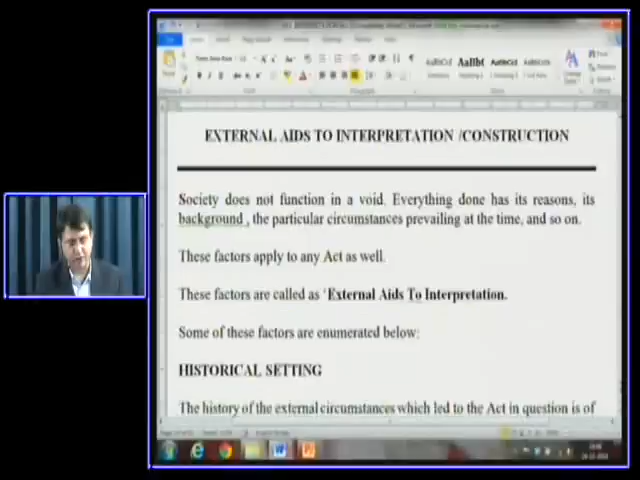 EXTERNAL AIDS TO INTERPRETATION /CONSTRUCTION
Society does not function in a void. Everything done has its reasons, its
background , the particular circumstances prevailing at the time, and so on.
These factors apply to any Act as well.
These factors are called as 'External Aids To Interpretation.
Some of these factors are enumerated below:
HISTORICAL SETTING
The history of the external circumstances which led to the Act in question is of